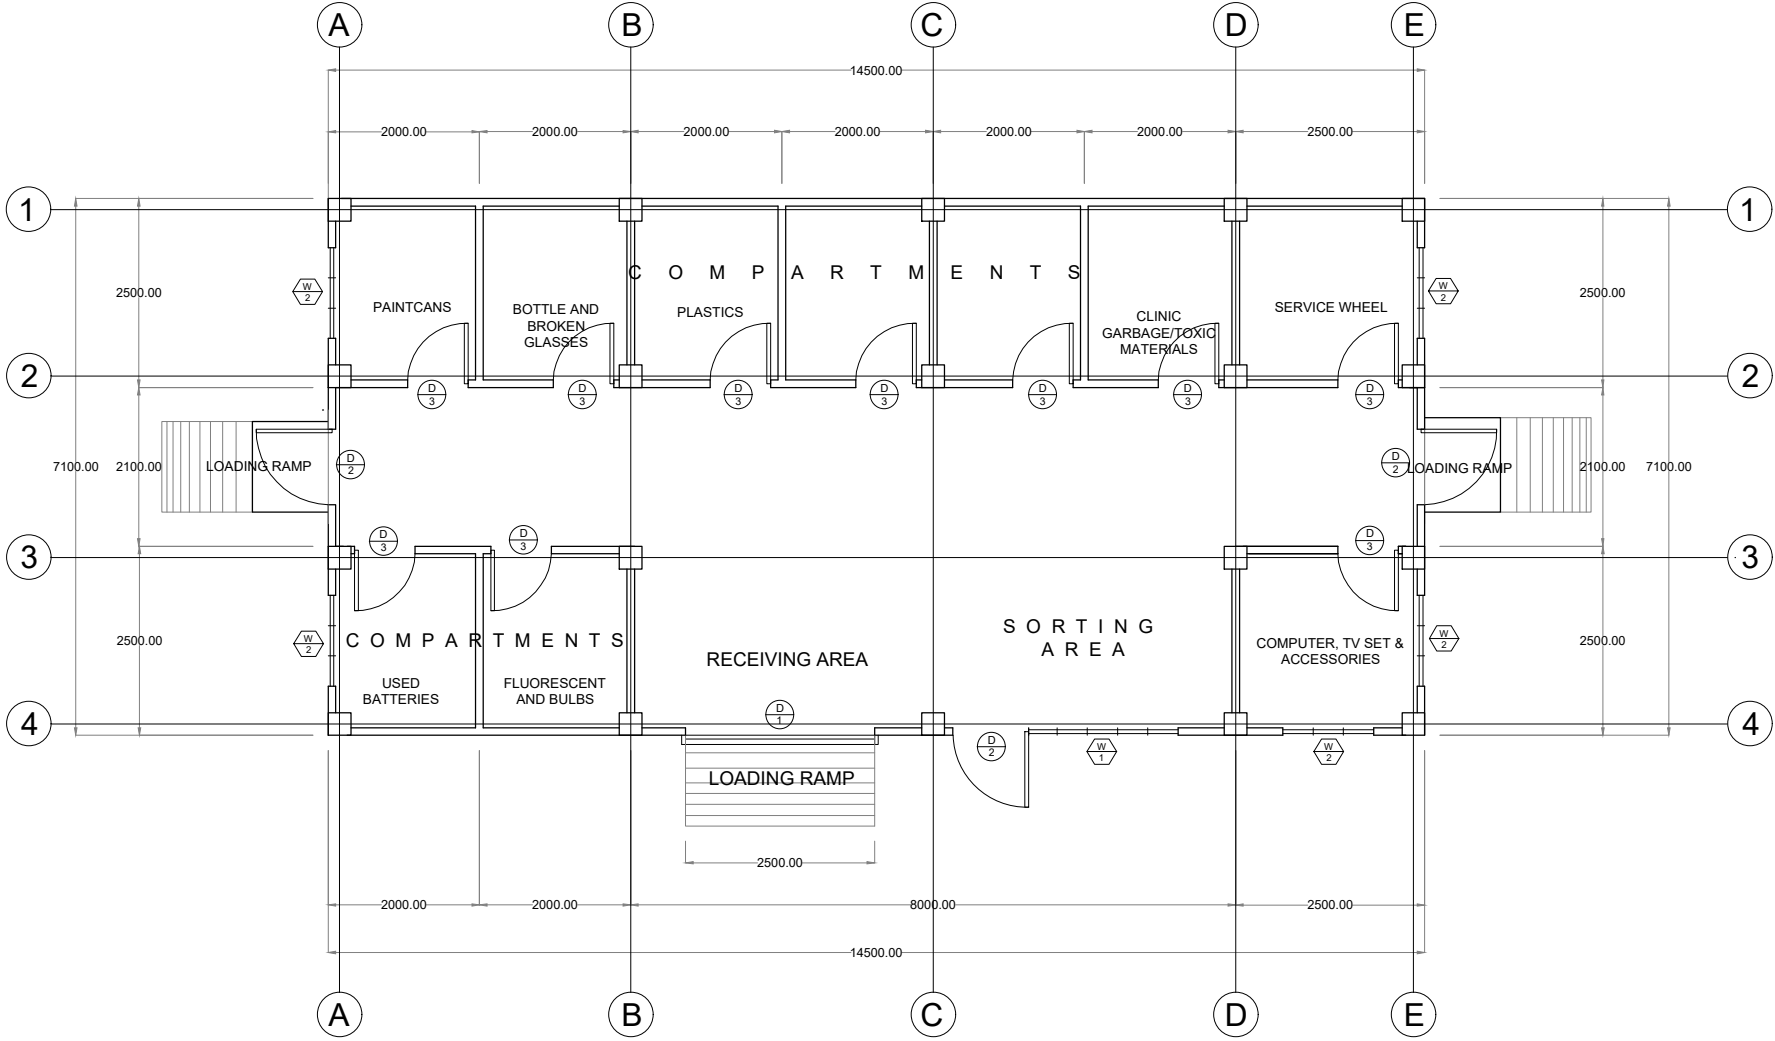 A B C D E
14500.00
2000.00 2000.00 2000.00 2000.00 2000.00 2000.00 2500.00
1 1
C O M P A R T M E N T S
2500.00 W 2 PAINTCANS BOTTLE AND BROKEN GLASSES PLASTICS CLINIC GARBAGE/TOXIC MATERIALS SERVICE WHEEL W 2 2500.00
2 2
D 3 D 3 D 3 D 3 D 3 D 3 D 3
7100.00 2100.00 LOADING RAMP D 2 D 2 LOADING RAMP 2100.00 7100.00
D 3 D 3 D 3
3 3
2500.00 W 2 C O M P A R T M E N T S
S O R T I N G
A R E A
RECEIVING AREA
COMPUTER, TV SET &
ACCESSORIES
W 2 2500.00
USED
BATTERIES
FLUORESCENT
AND BULBS
4 D 1 4
D 2 W 1 W 2
LOADING RAMP
2500.00
2000.00 2000.00 8000.00 2500.00
14500.00
A B C D E